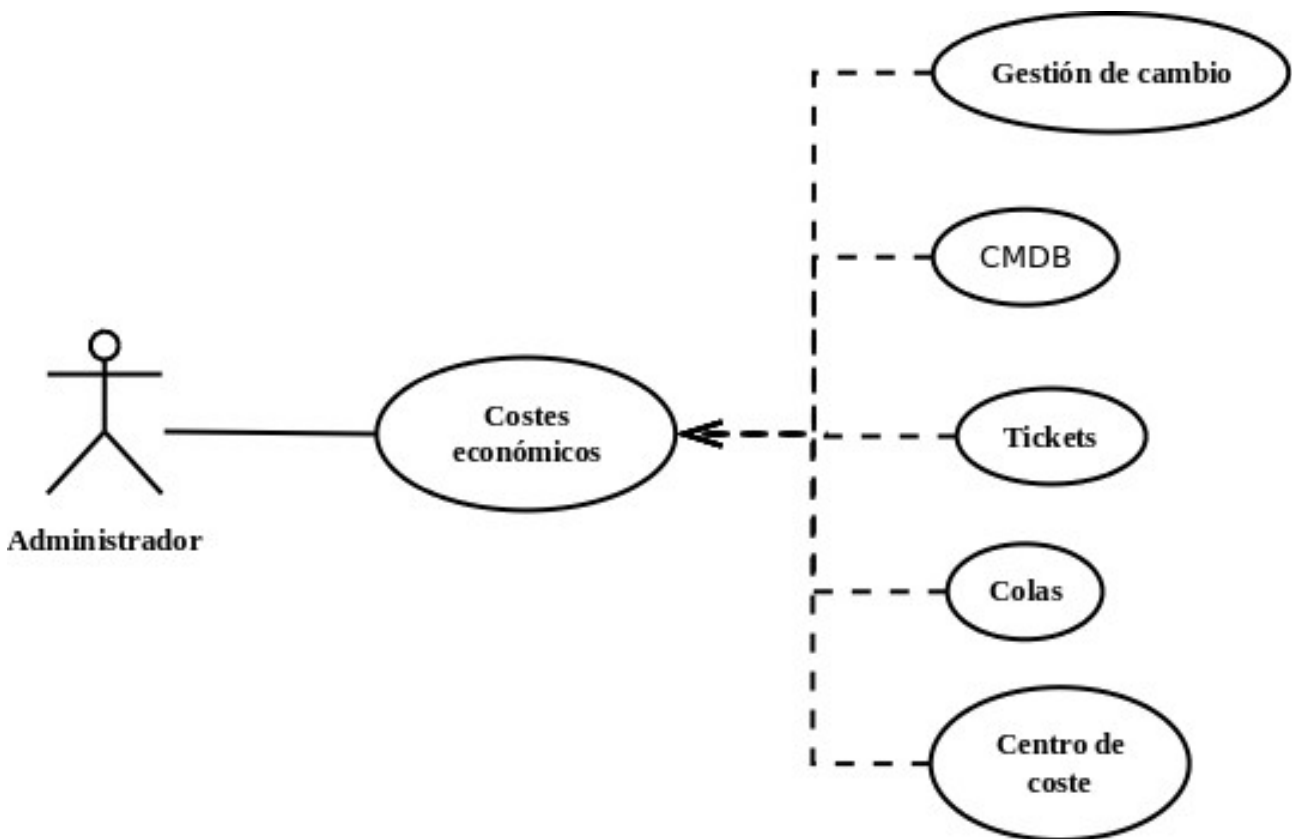 Gestión de cambio
CMDB
Costes
económicos
Tickets
Administrador
Colas
Centro de
coste